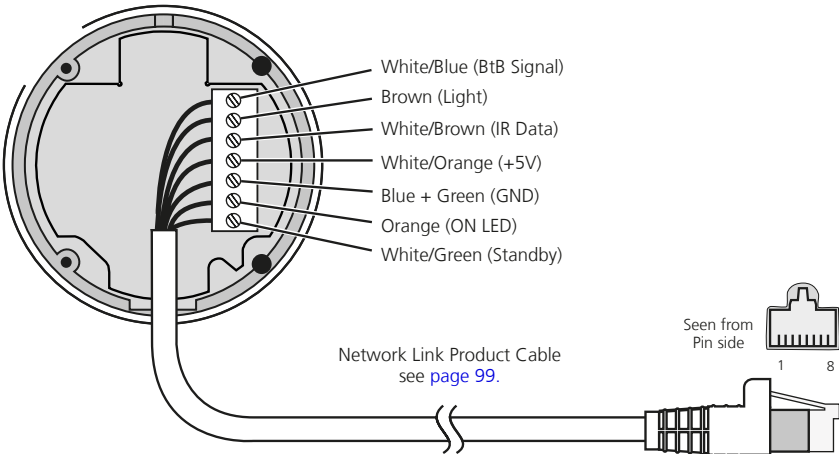 White/Blue (BtB Signal)
Brown (Light)
White/Brown (IR Data)
White/Orange (+5V)
Blue + Green (GND)
Orange (ON LED)
White/Green (Standby)
Network Link Product Cable
see page 99.
Seen from
Pin side
1 8